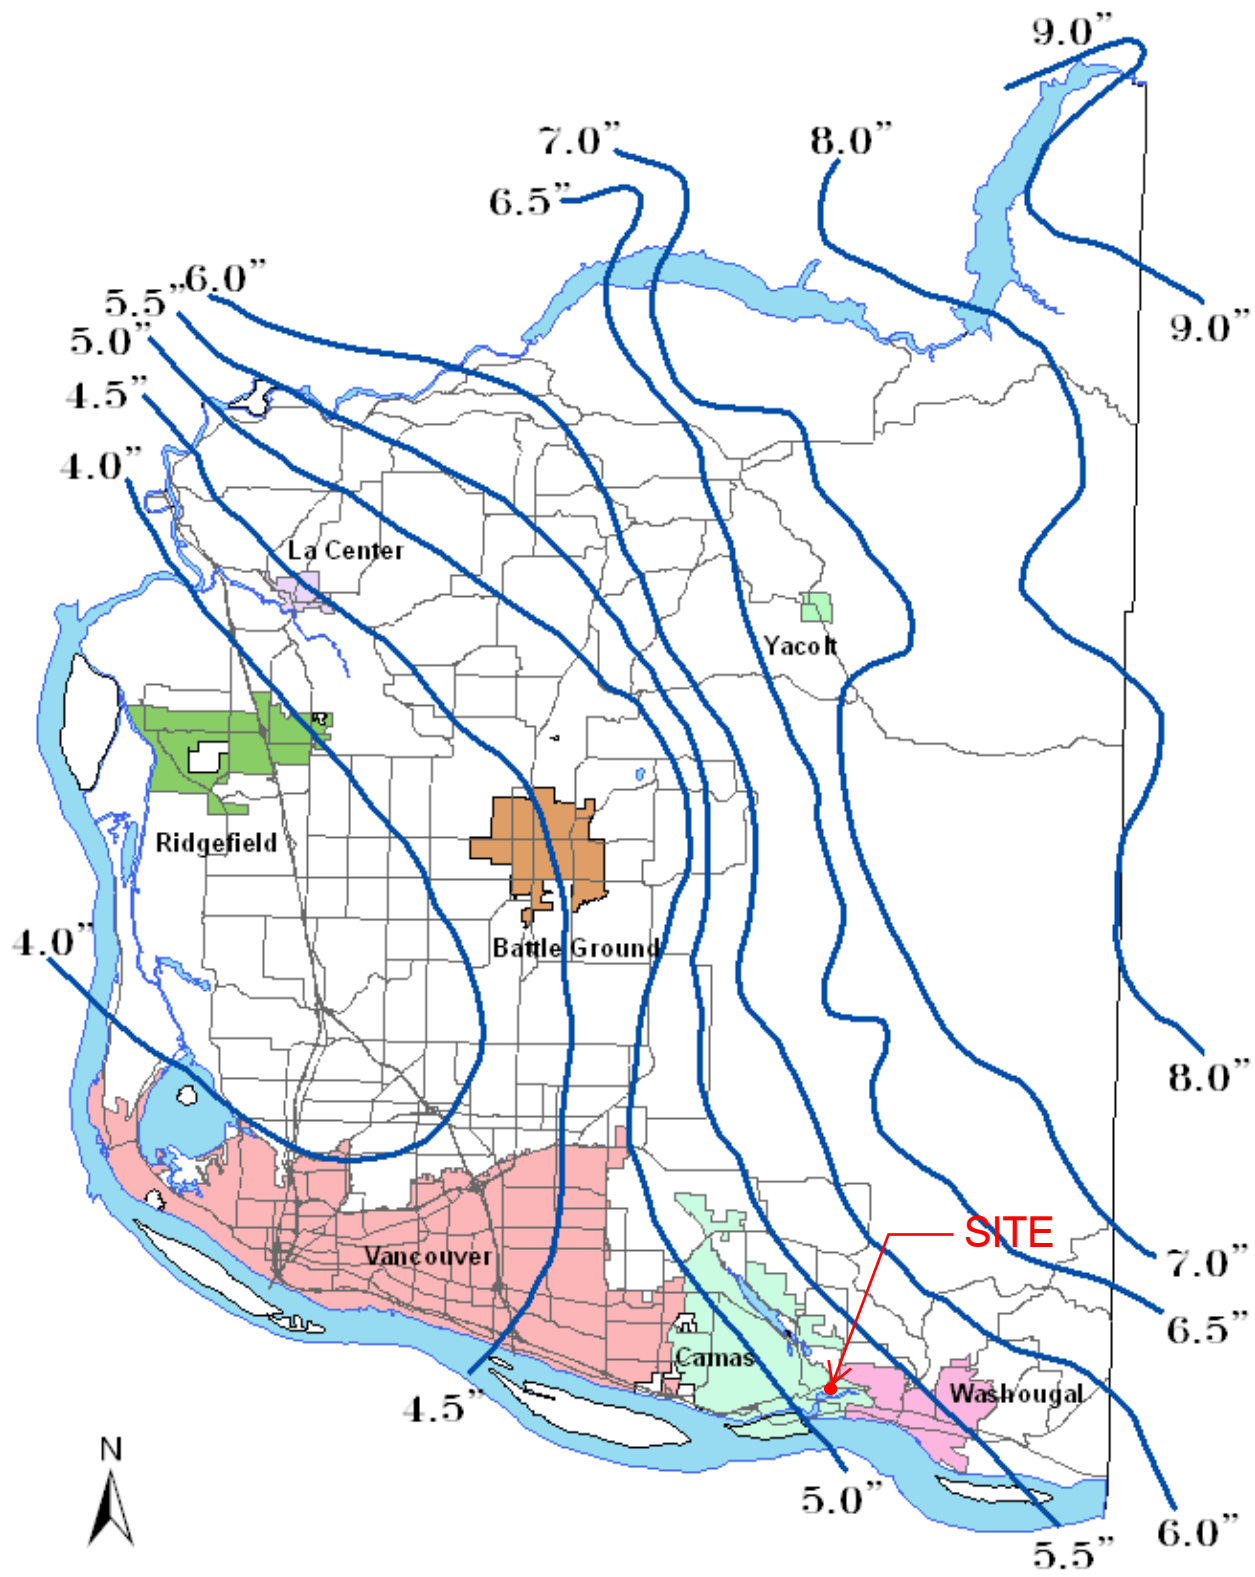 9.0”
7.0”
8.0”
6.5”
6.0”
5.5”
5.0”
9.0”
4.5”
4.0”
La Center
Yacolt
Ridgefield
4.0”
Battle Ground
8.0”
SITE
Vancouver
7.0”
6.5”
Camas
Washougal
4.5”
N
5.0”
6.0”
5.5”